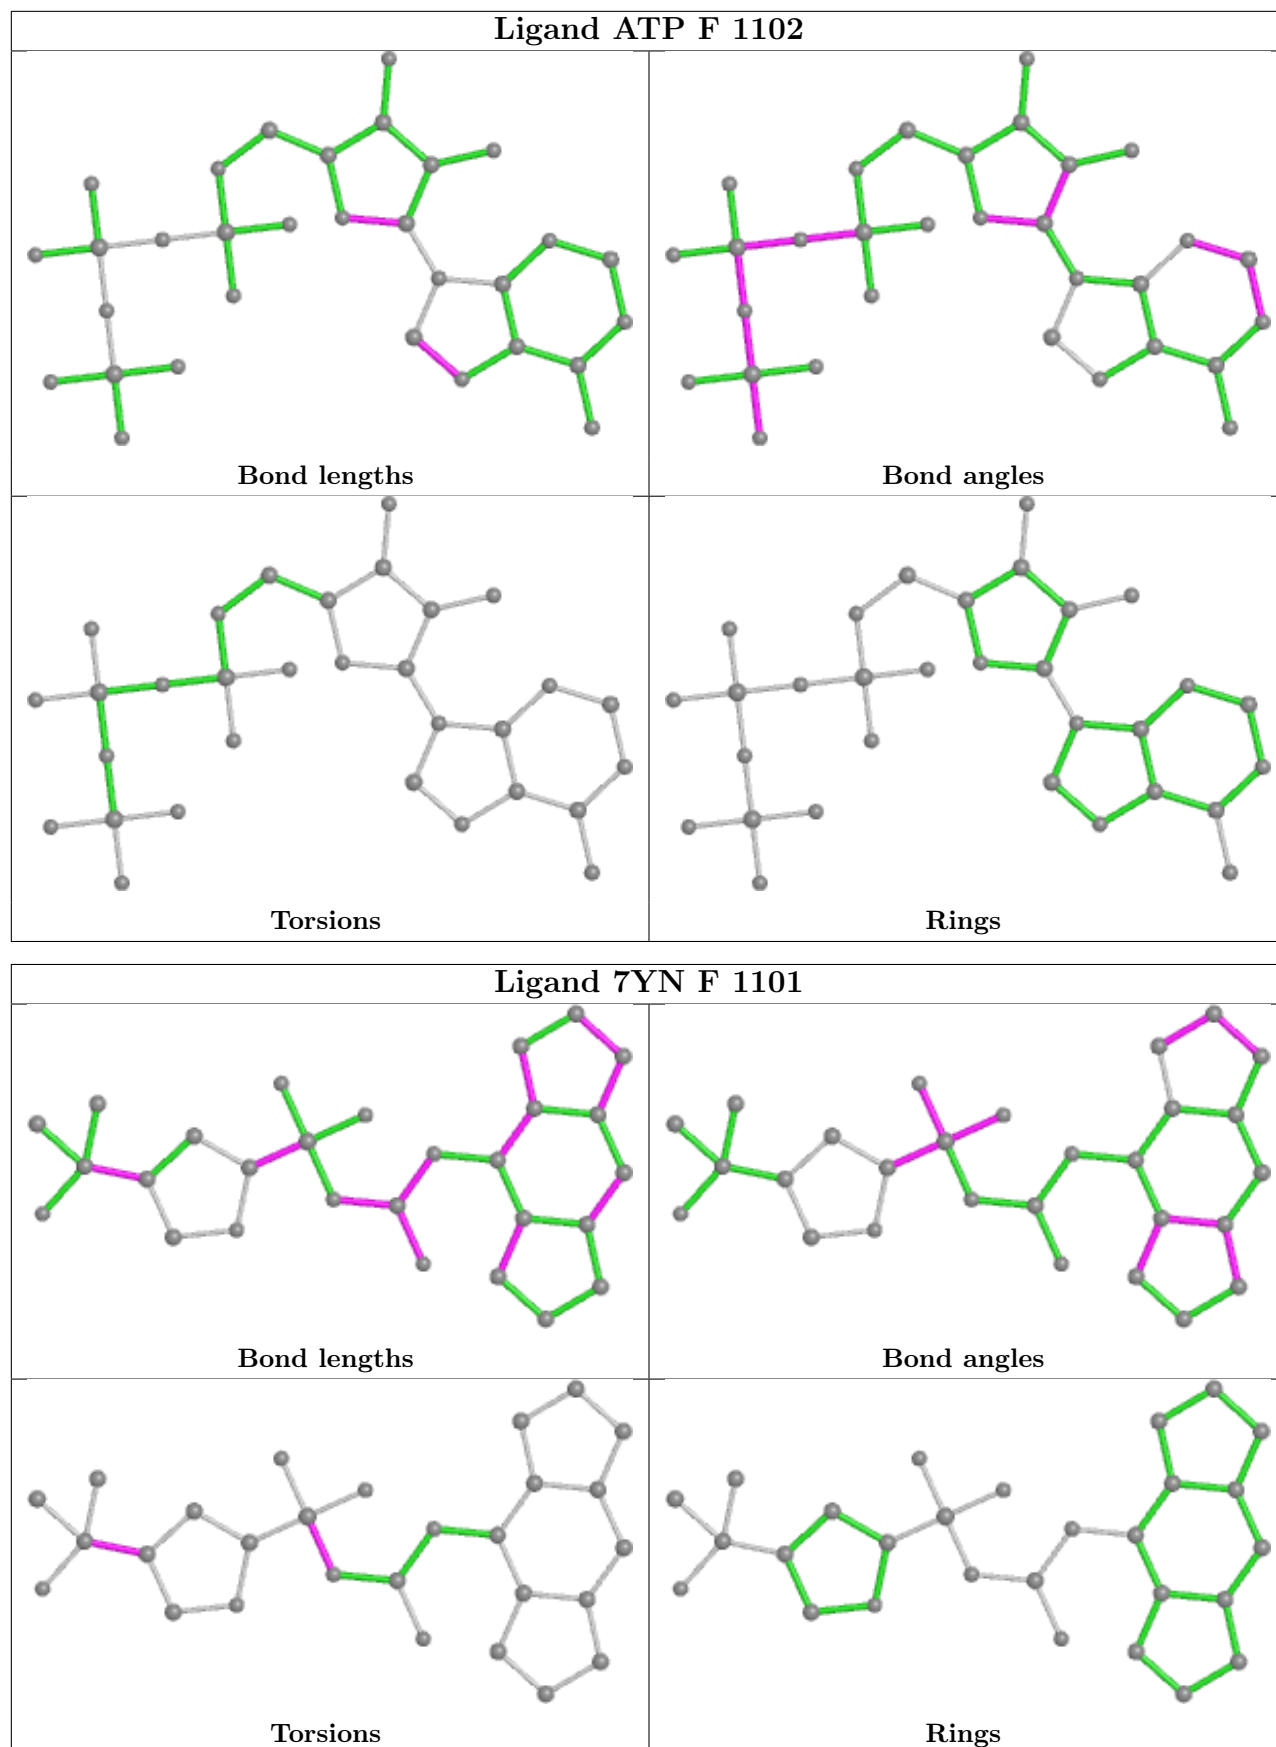 Ligand ATP F 1102
Bond lengths
Bond angles
Torsions
Rings
Ligand 7YN F 1101
Bond lengths
Bond angles
Torsions
Rings